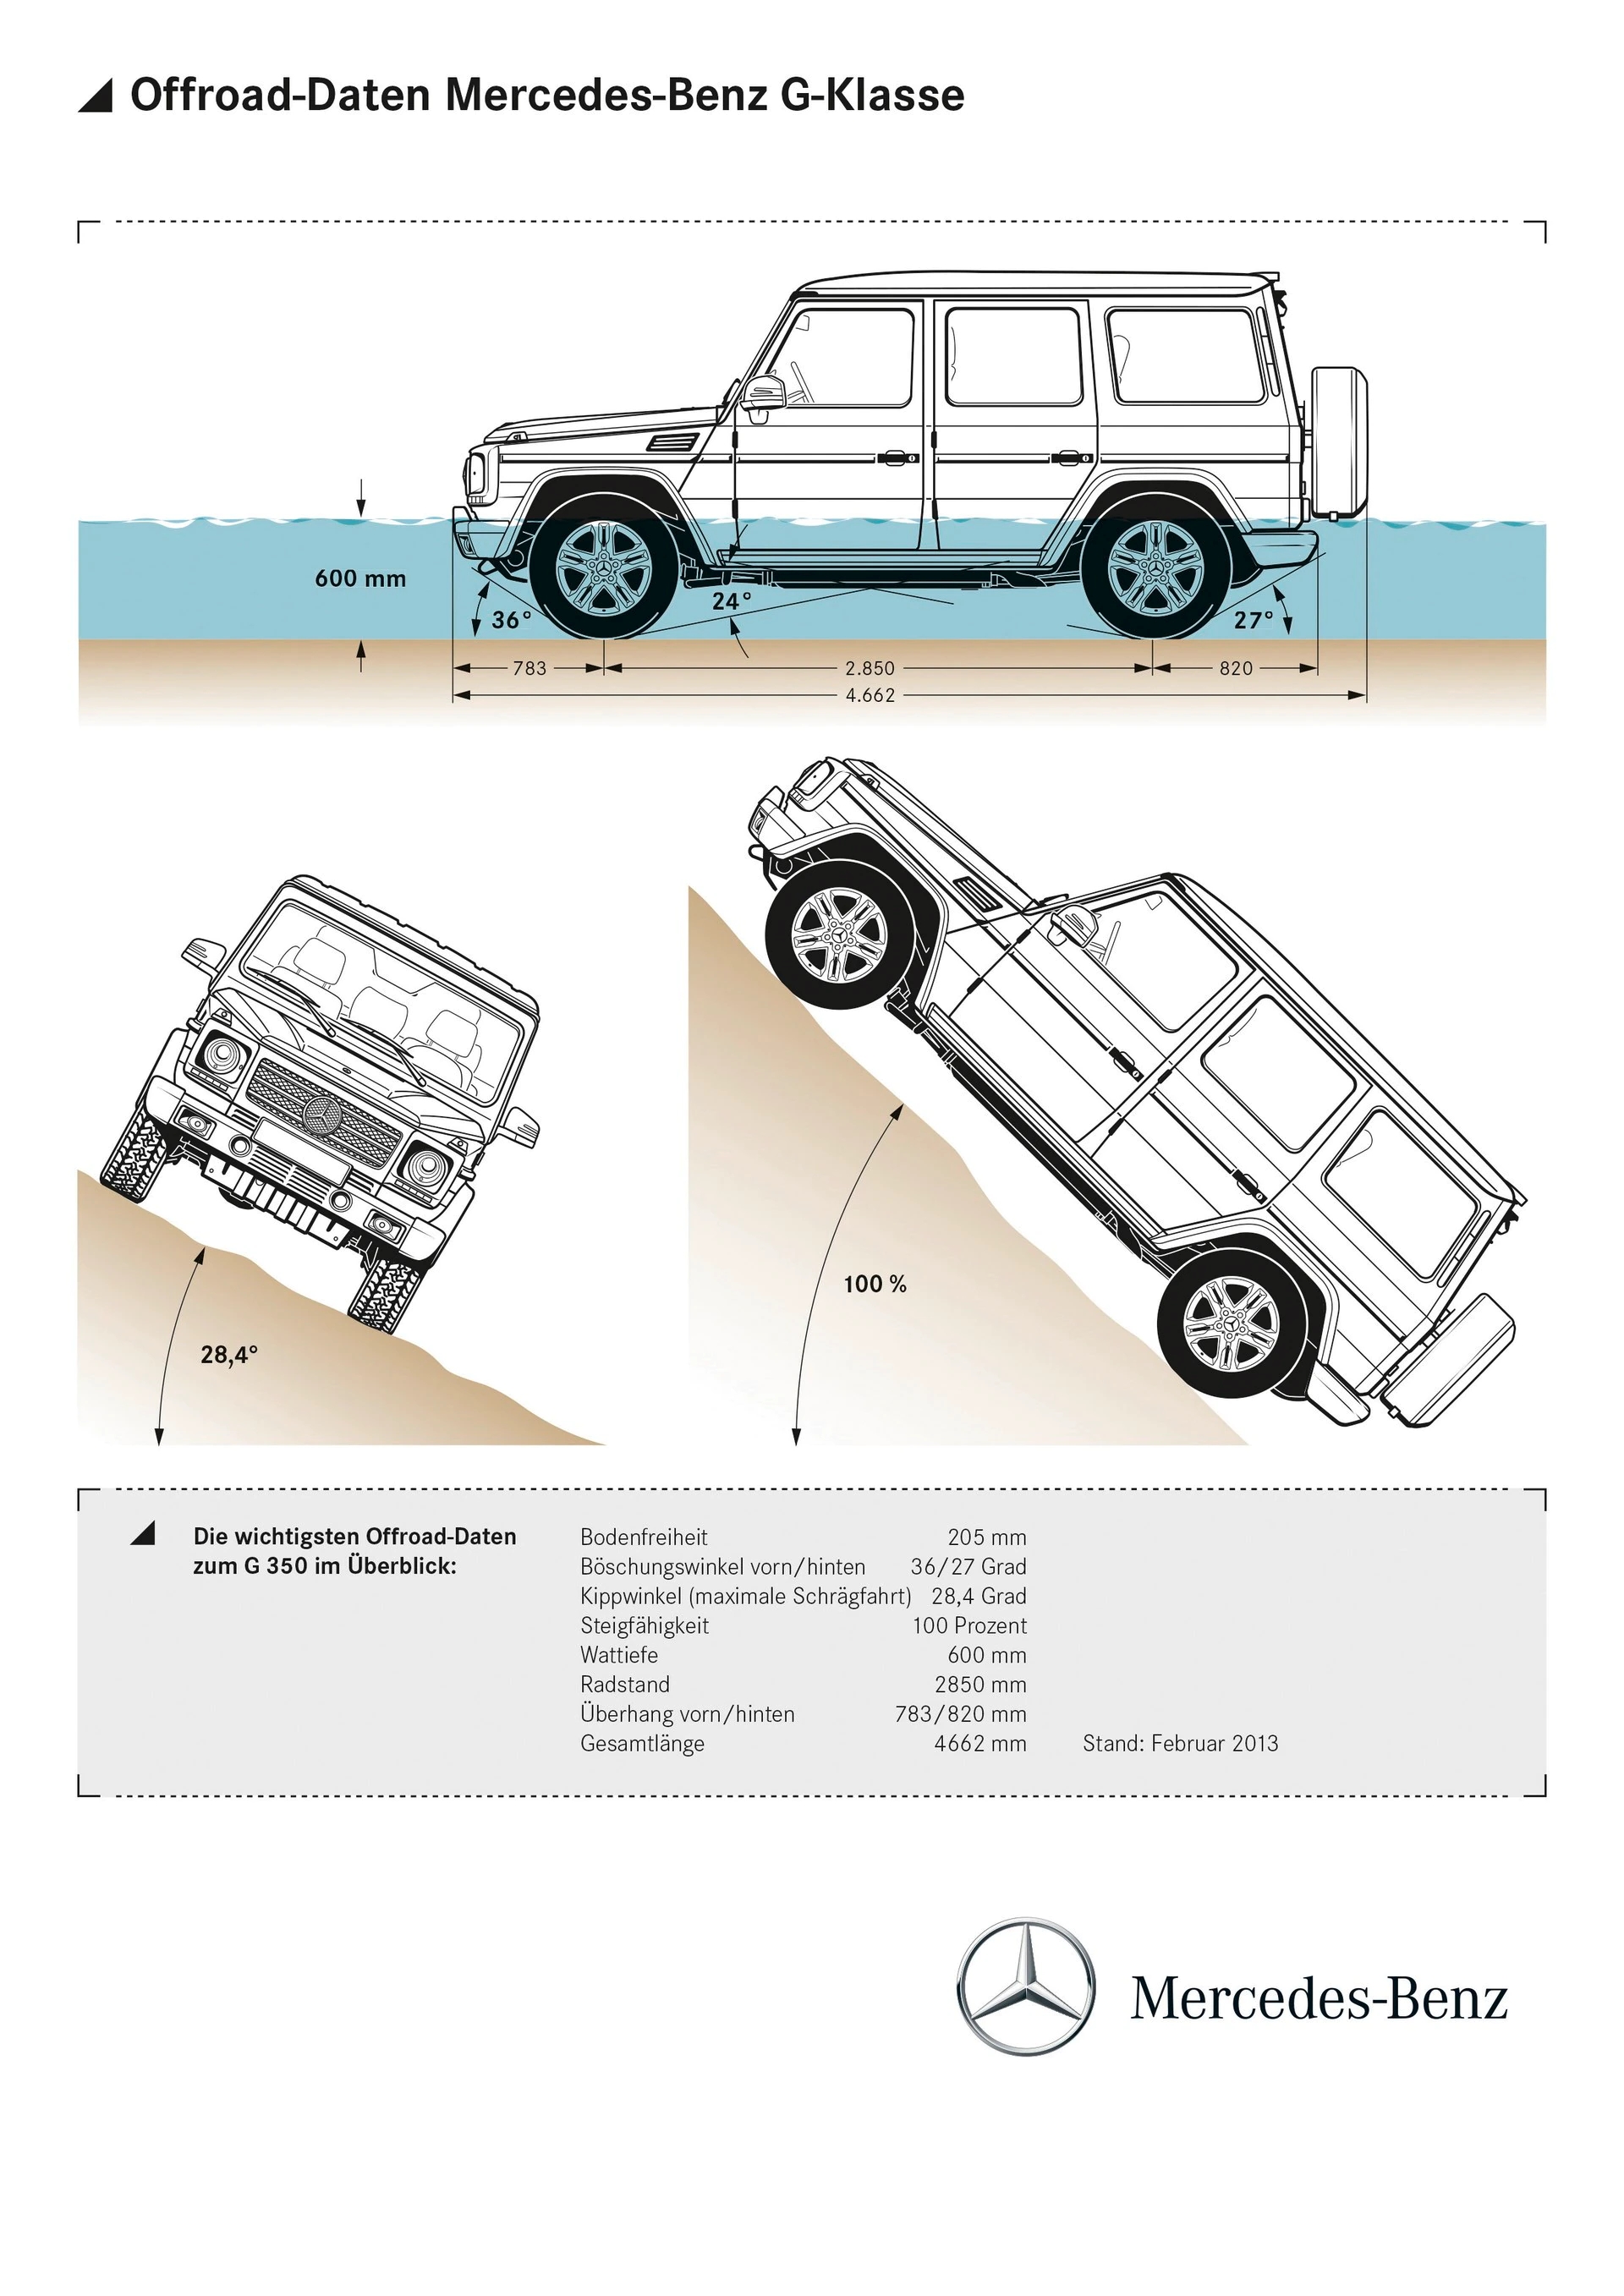 Offroad-Daten Mercedes-Benz G-Klasse
600 mm
36°
24°
27°
783
2.850
820
4.662
28,4°
100 %
Die wichtigsten Offroad-Daten
zum G 350 im Überblick:
Bodenfreiheit 205 mm
Böschungswinkel vorn/hinten 36/27 Grad
Kippwinkel (maximale Schrägfahrt) 28,4 Grad
Steigfähigkeit 100 Prozent
Wattiefe 600 mm
Radstand 2850 mm
Überhang vorn/hinten 783/820 mm
Gesamtlänge 4662 mm Stand: Februar 2013
Mercedes-Benz